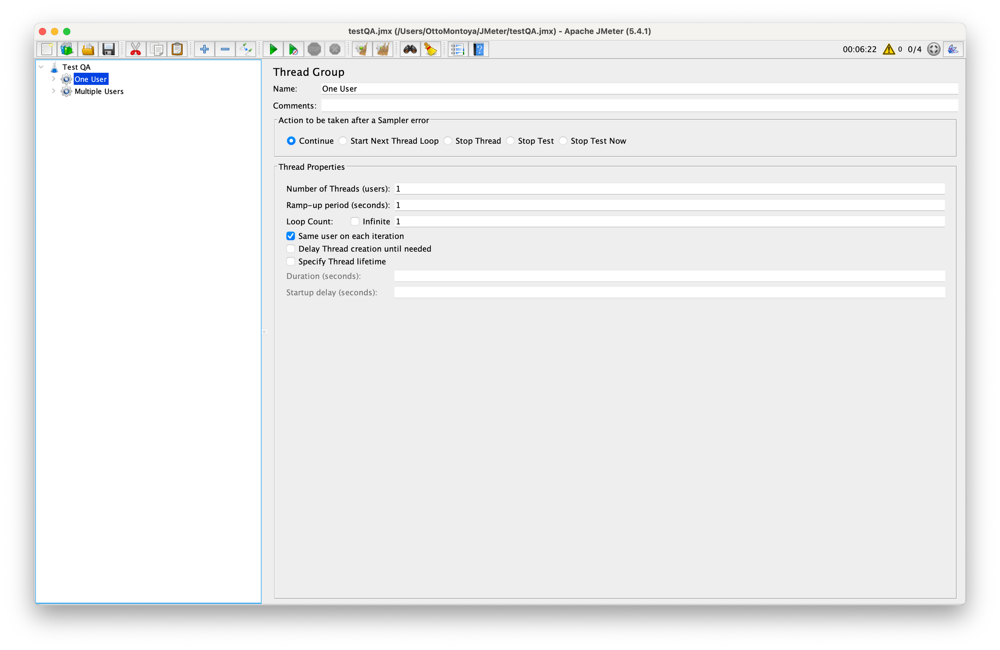 testQA.jmx (/Users/OttoMontoya/JMeter/testQA.jmx) - Apache JMeter (5.4.1)
STOP
?
00:06:22 0 0/4
Test QA
One User
Multiple Users
Thread Group
Name: One User
Comments:
Action to be taken after a Sampler error
Continue Start Next Thread Loop Stop Thread Stop Test Stop Test Now
Thread Properties
Number of Threads (users): 1
Ramp-up period (seconds): 1
Loop Count: Infinite 1
Same user on each iteration
Delay Thread creation until needed
Specify Thread lifetime
Duration (seconds):
Startup delay (seconds):